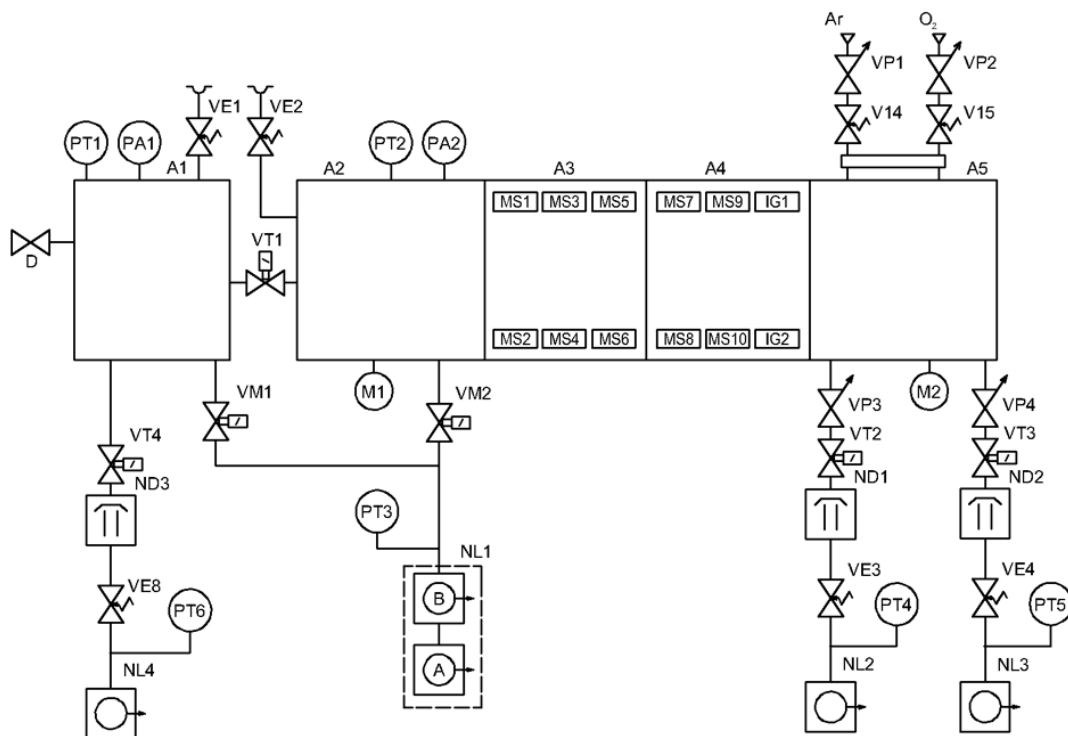 Ar O₂
VP1 VP2
VE1 VE2
V14 V15
PT1 PA1 PT2 PA2
A1 A2 A3 A4 A5
MS1 MS3 MS5 MS7 MS9 IG1
VT1
D
MS2 MS4 MS6 MS8 MS10 IG2
VM1 M1 VM2 VP3 M2 VP4
VT4 VT2 VT3
ND3 ND1 ND2
PT3
NL1
VE8 B VE3 VE4
PT6 PT4 PT5
NL4 A NL2 NL3